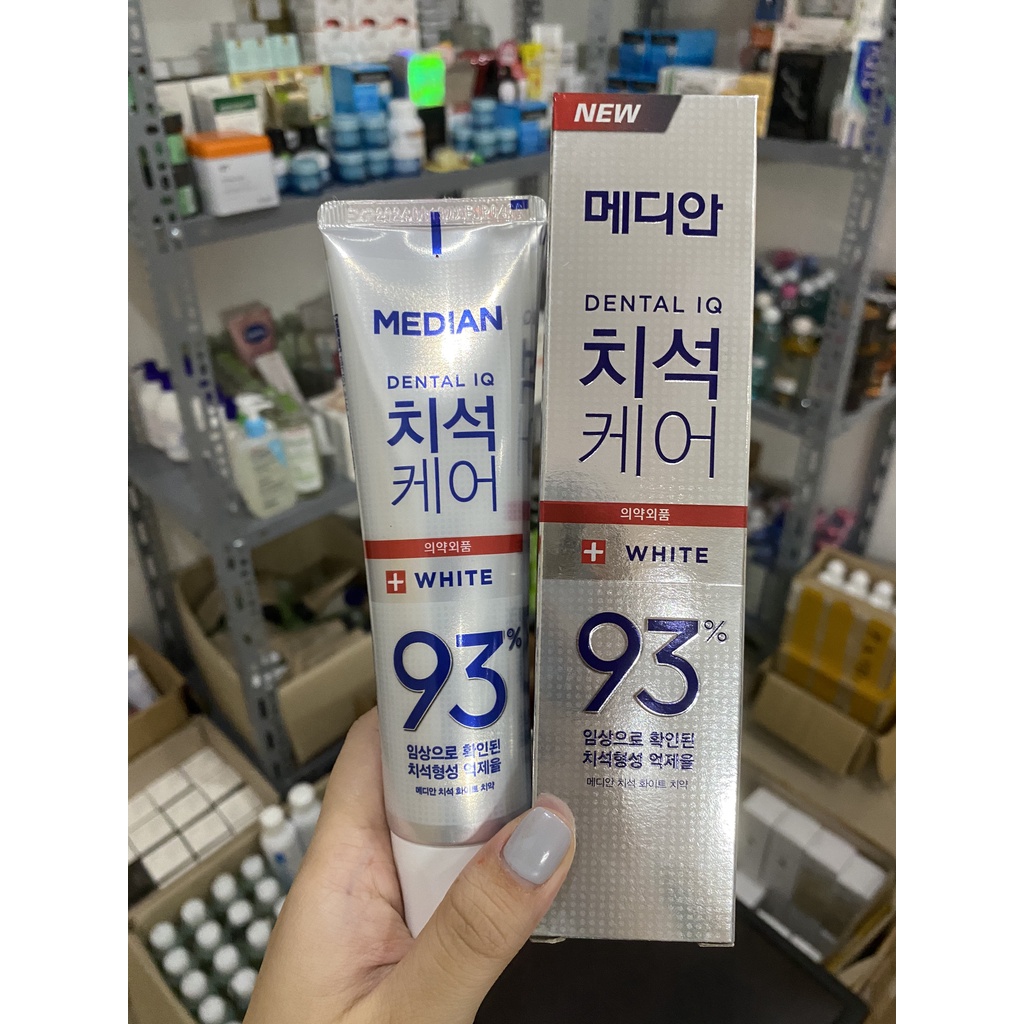 MEDIAN
DENTAL IQ
치석
케어
의약외품
WHITE
93%
임상으로 확인된
치석형성 억제율
메디안 치석 화이트 치약
NEW
메디안
DENTAL IQ
치석
케어
의약외품
WHITE
93%
임상으로 확인된
치석형성 억제율
메디안 치석 화이트 치약